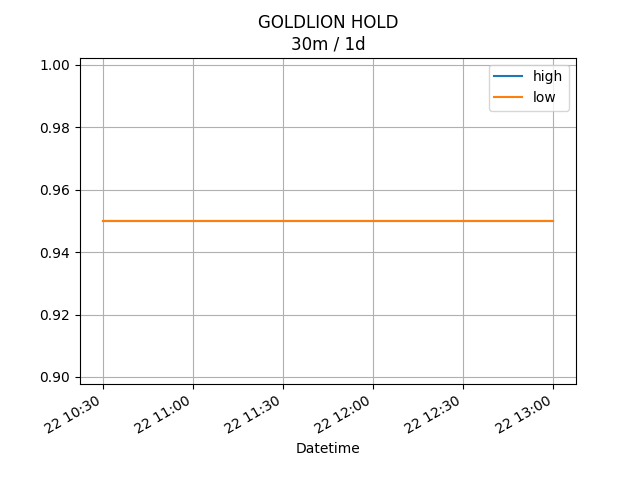 GOLDLION HOLD
30m / 1d
high
low
1.00
0.98
0.96
0.94
0.92
0.90
22 10:30
22 11:00
22 11:30
22 12:00
22 12:30
22 13:00
Datetime